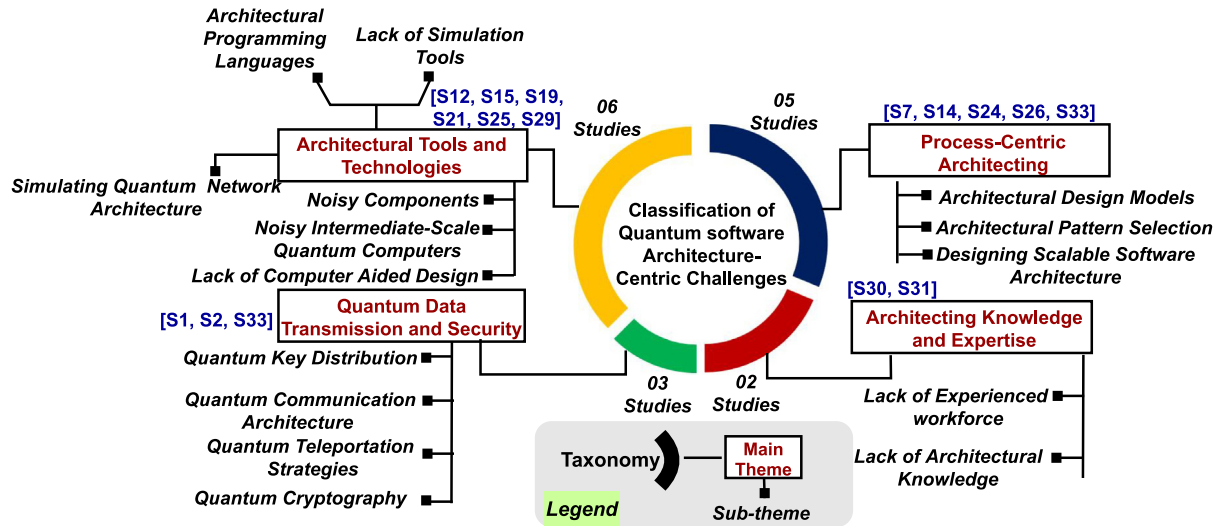 Architectural
Programming
Languages
Lack of Simulation
Tools
[S12, S15, S19,
S21, S25, S29]
Architectural Tools and
Technologies
Simulating Quantum Network
Architecture
Noisy Components
Noisy Intermediate-Scale
Quantum Computers
Lack of Computer Aided Design
06
Studies
05
Studies
[S7, S14, S24, S26, S33]
Process-Centric
Architecting
Architectural Design Models
Architectural Pattern Selection
Designing Scalable Software
Architecture
Classification of
Quantum software
Architecture-
Centric Challenges
[S1, S2, S33]
Quantum Data
Transmission and Security
Quantum Key Distribution
Quantum Communication
Architecture
Quantum Teleportation
Strategies
Quantum Cryptography
03
Studies
02
Studies
[S30, S31]
Architecting Knowledge
and Expertise
Lack of Experienced
workforce
Lack of Architectural
Knowledge
Taxonomy
Main
Theme
Legend
Sub-theme